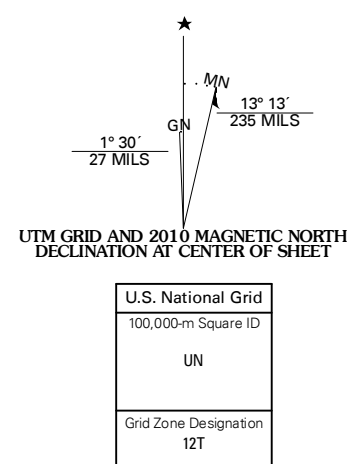 MN
GN
13° 13´
235 MILS
1° 30´
27 MILS
UTM GRID AND 2010 MAGNETIC NORTH
DECLINATION AT CENTER OF SHEET
U.S. National Grid
100,000-m Square ID
UN
Grid Zone Designation
12T